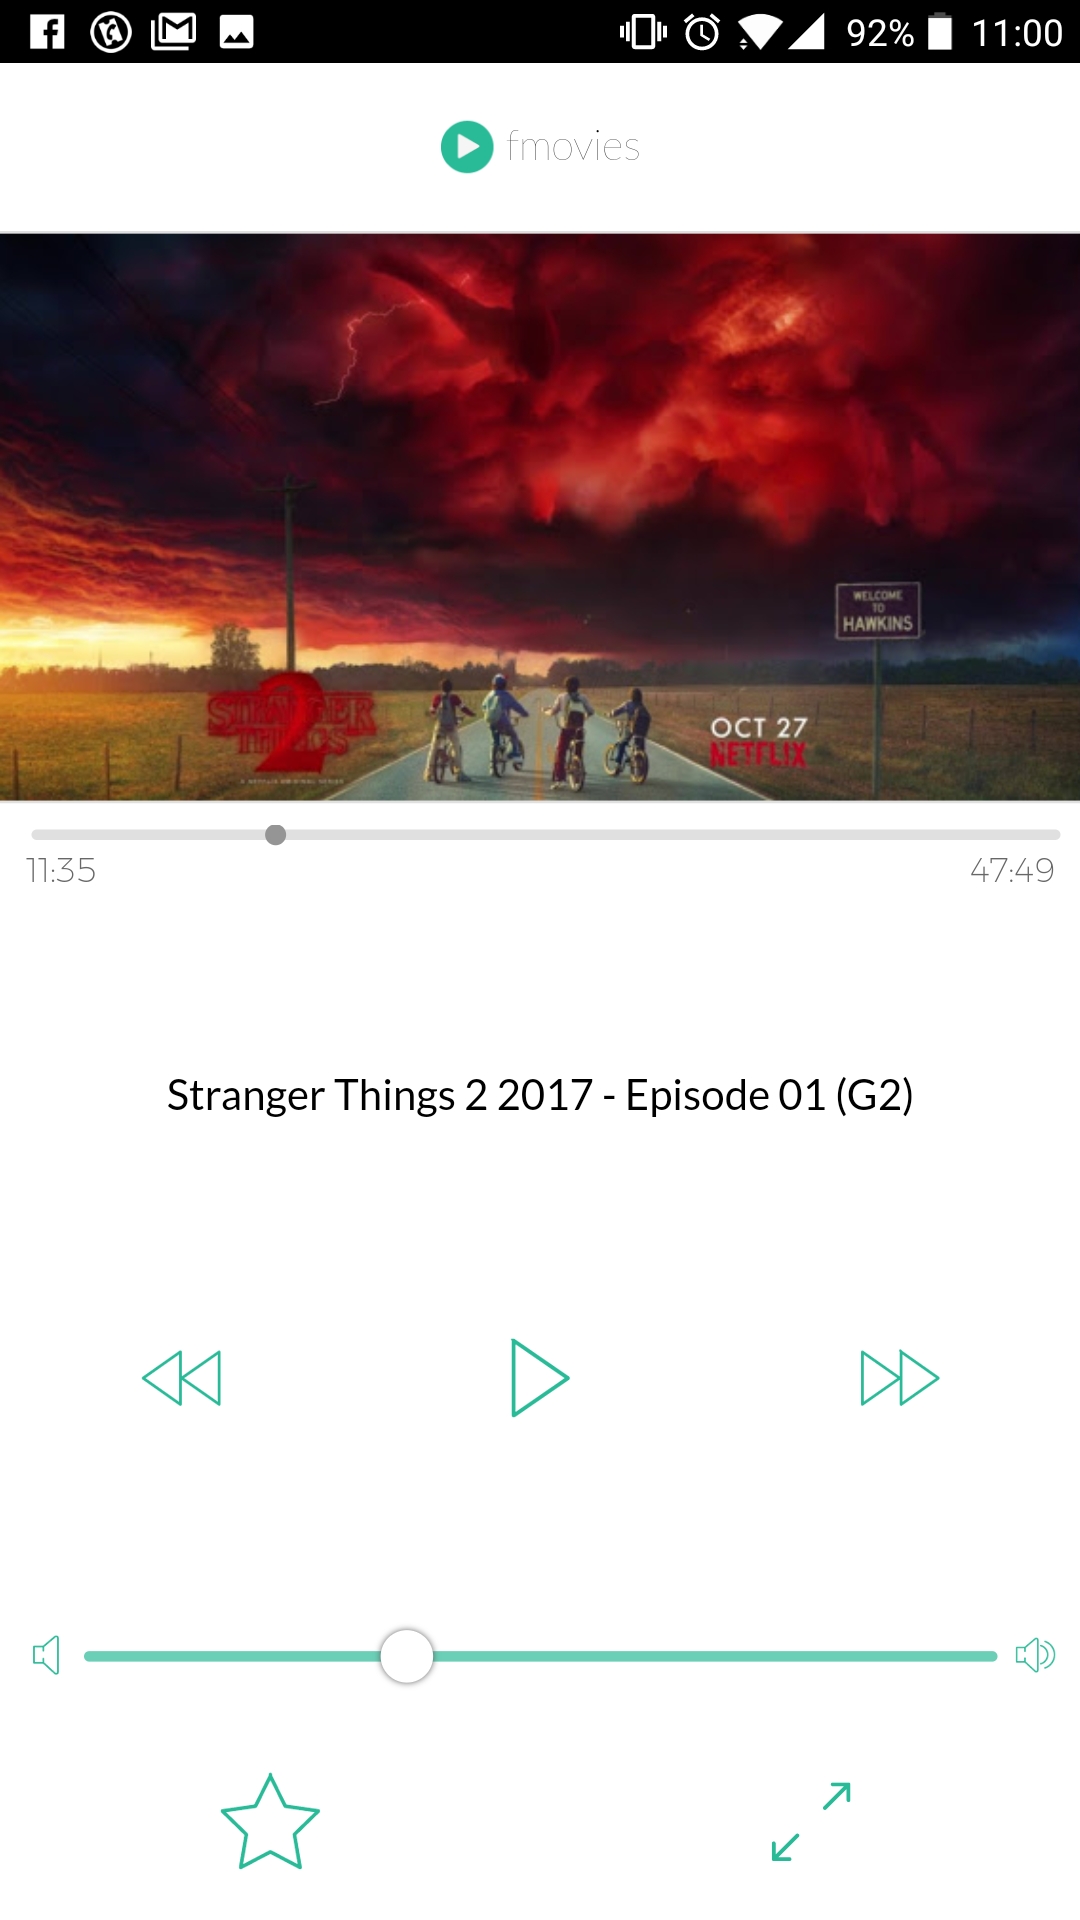 92% 11:00
fmovies
WELCOME
TO
HAWKINS
STRANGER
THINGS
2
A NETFLIX ORIGINAL SERIES
OCT 27
NETFLIX
11:35 47:49
Stranger Things 2 2017 - Episode 01 (G2)